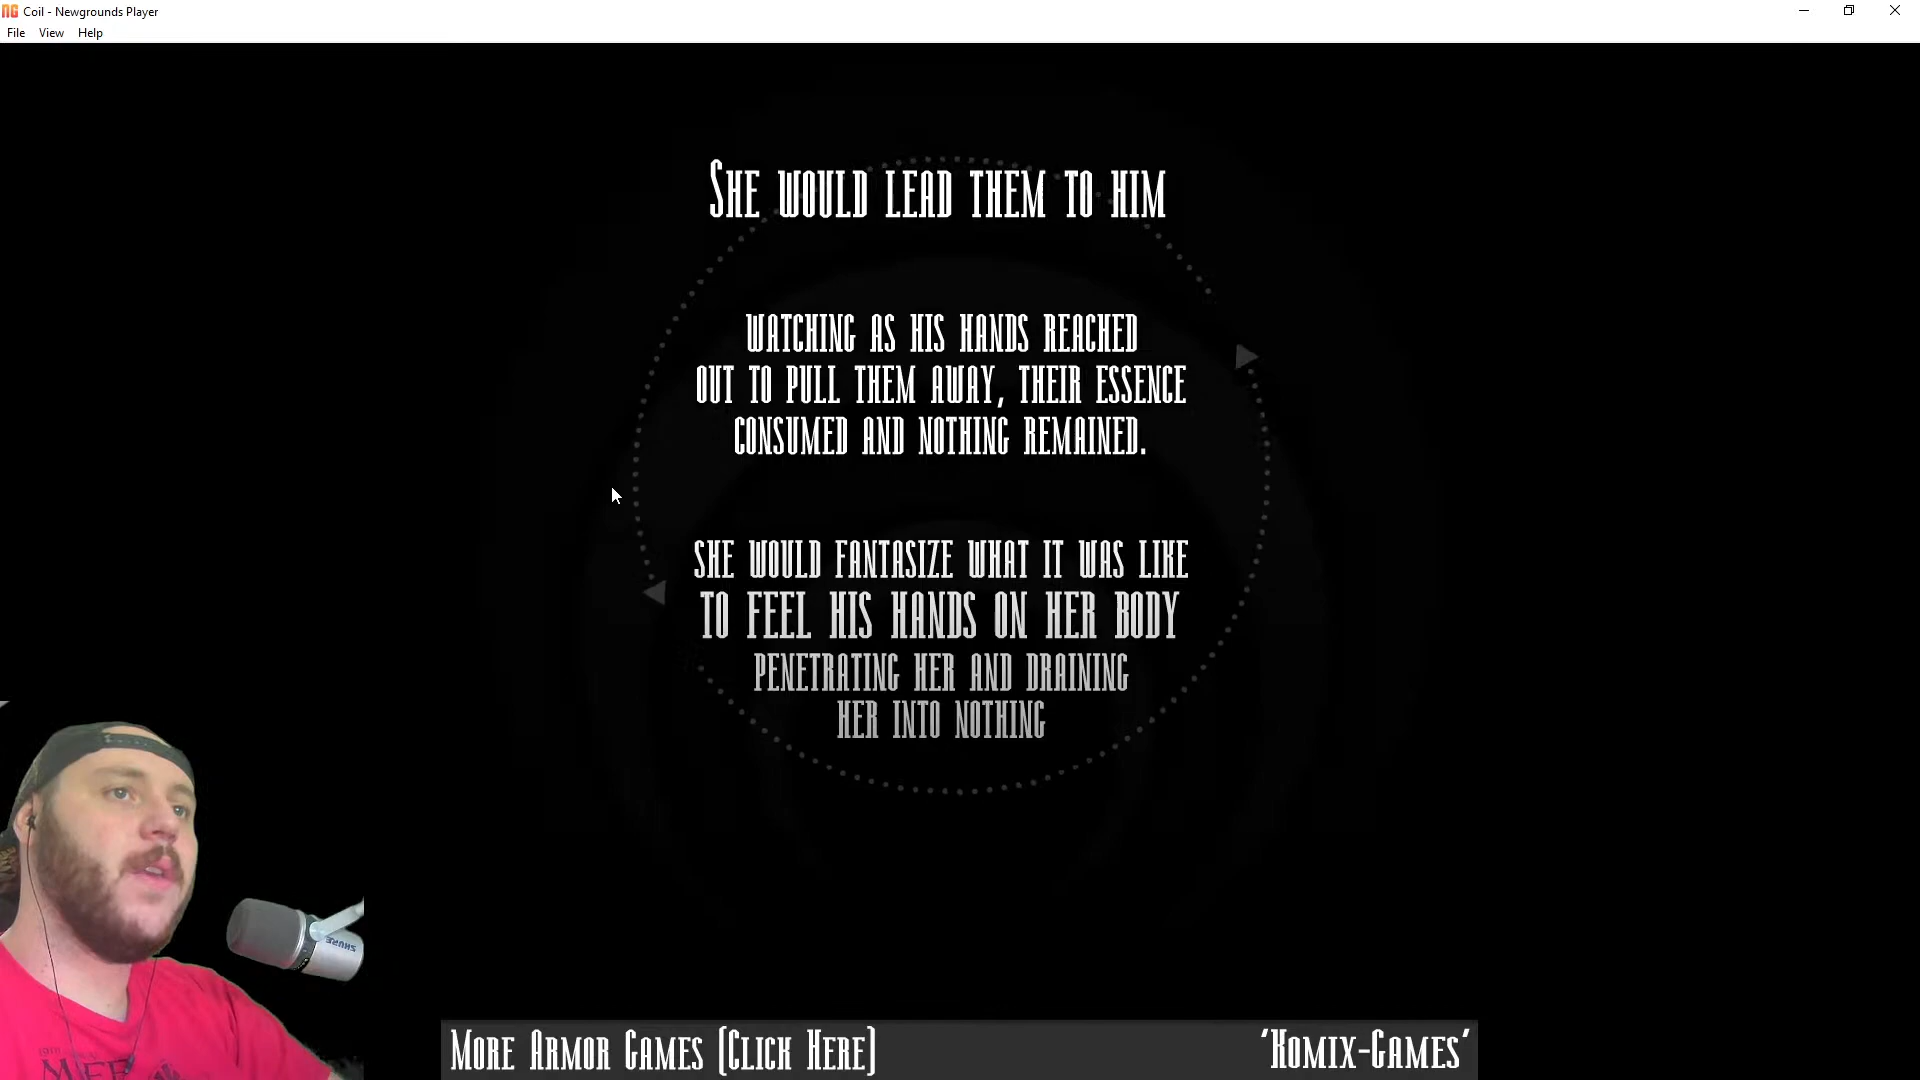 NG Coil - Newgrounds Player
File View Help
She would lead them to him
watching as his hands reached
out to pull them away, their essence
consumed and nothing remained.
she would fantasize what it was like
to feel his hands on her body
penetrating her and draining
her into nothing
SHURE
More Armor Games (Click Here)
'Komix-Games'